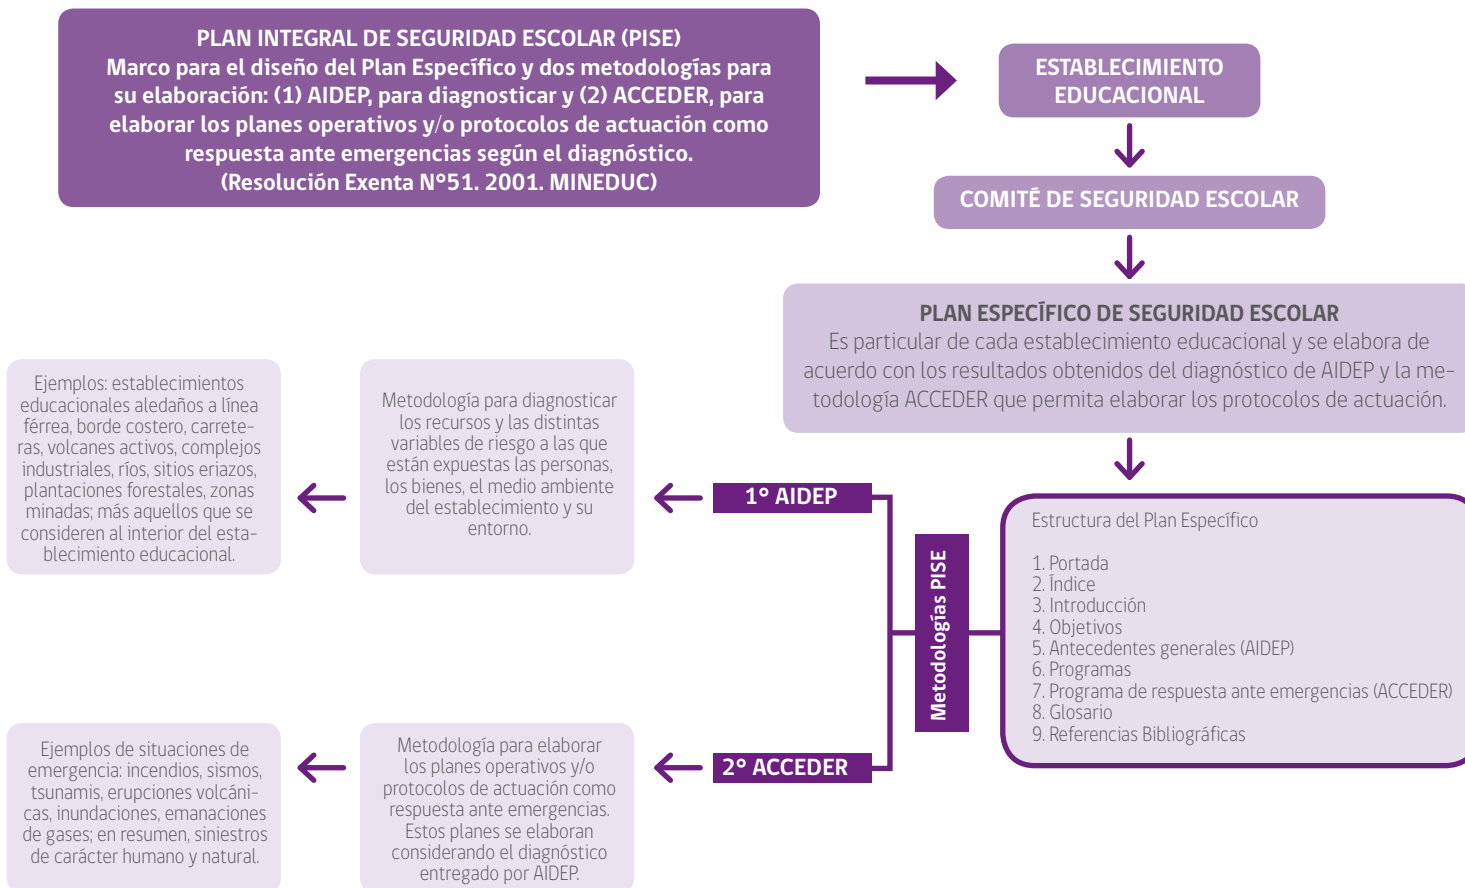 PLAN INTEGRAL DE SEGURIDAD ESCOLAR (PISE)
Marco para el diseño del Plan Específico y dos metodologías para
su elaboración: (1) AIDEP, para diagnosticar y (2) ACCEDER, para
elaborar los planes operativos y/o protocolos de actuación como
respuesta ante emergencias según el diagnóstico.
(Resolución Exenta N°51. 2001. MINEDUC)
ESTABLECIMIENTO
EDUCACIONAL
COMITÉ DE SEGURIDAD ESCOLAR
PLAN ESPECÍFICO DE SEGURIDAD ESCOLAR
Es particular de cada establecimiento educacional y se elabora de
acuerdo con los resultados obtenidos del diagnóstico de AIDEP y la me-
todología ACCEDER que permita elaborar los protocolos de actuación.
Estructura del Plan Específico
1. Portada
2. Índice
3. Introducción
4. Objetivos
5. Antecedentes generales (AIDEP)
6. Programas
7. Programa de respuesta ante emergencias (ACCEDER)
8. Glosario
9. Referencias Bibliográficas
Metodologías PISE
1° AIDEP
Metodología para diagnosticar
los recursos y las distintas
variables de riesgo a las que
están expuestas las personas,
los bienes, el medio ambiente
del establecimiento y su
entorno.
Ejemplos: establecimientos
educacionales aledaños a línea
férrea, borde costero, carrete-
ras, volcanes activos, complejos
industriales, ríos, sitios eriazos,
plantaciones forestales, zonas
minadas; más aquellos que se
consideren al interior del esta-
blecimiento educacional.
2° ACCEDER
Metodología para elaborar
los planes operativos y/o
protocolos de actuación como
respuesta ante emergencias.
Estos planes se elaboran
considerando el diagnóstico
entregado por AIDEP.
Ejemplos de situaciones de
emergencia: incendios, sismos,
tsunamis, erupciones volcáni-
cas, inundaciones, emanaciones
de gases; en resumen, siniestros
de carácter humano y natural.